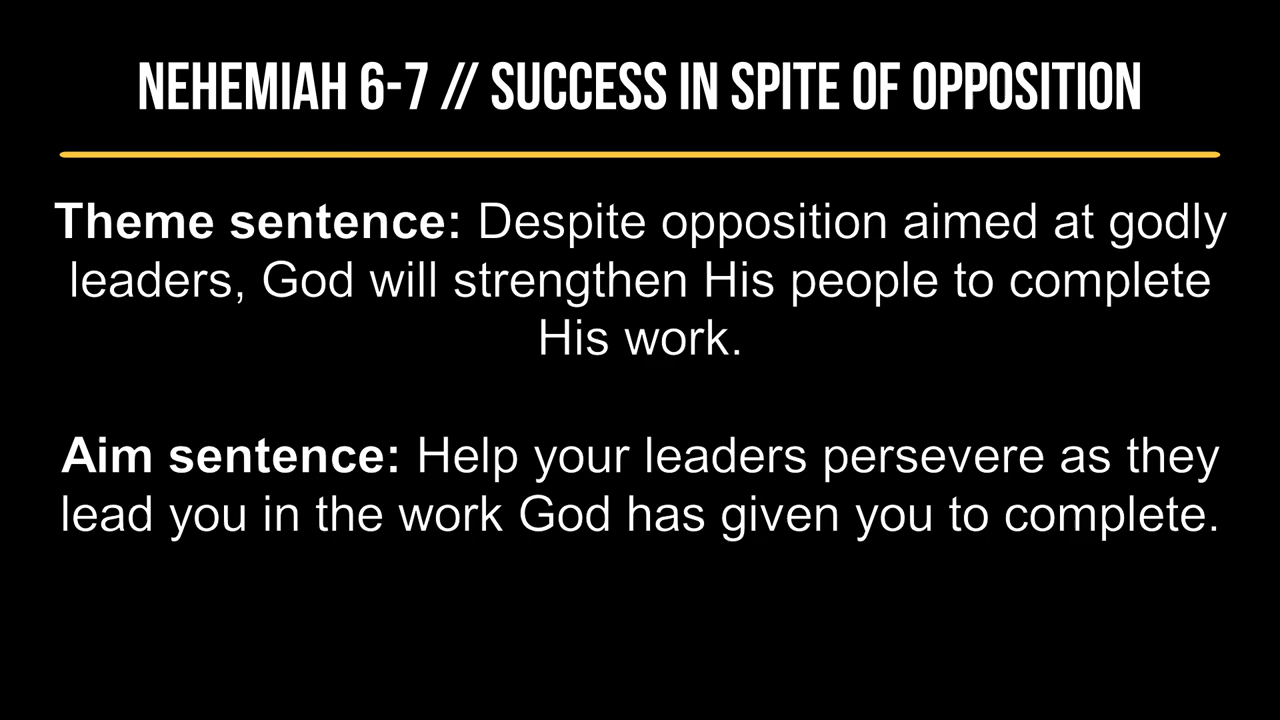 NEHEMIAH 6-7 // SUCCESS IN SPITE OF OPPOSITION
Theme sentence: Despite opposition aimed at godly
leaders, God will strengthen His people to complete
His work.
Aim sentence: Help your leaders persevere as they
lead you in the work God has given you to complete.